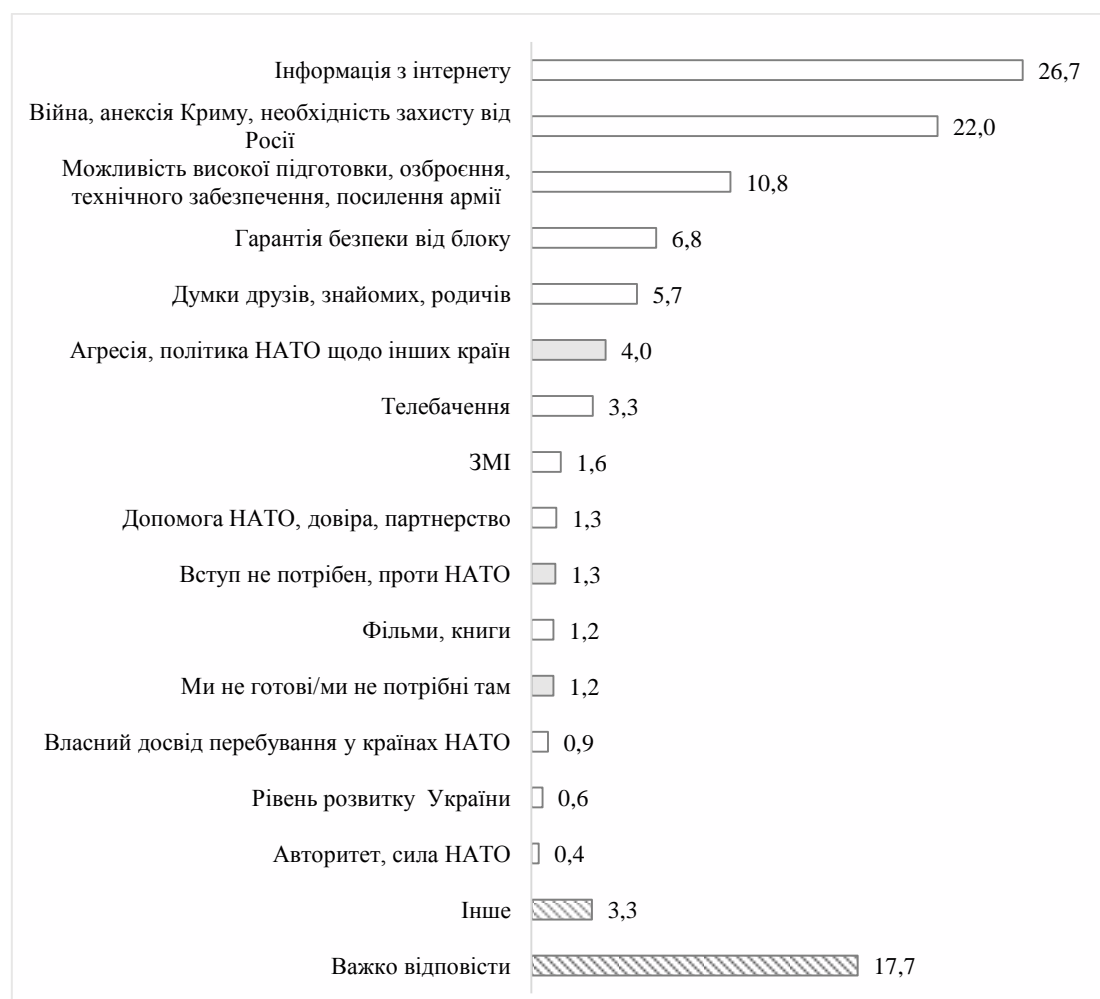 Інформація з інтернету 26,7
Війна, анексія Криму, необхідність захисту від
Росії 22,0
Можливість високої підготовки, озброєння,
технічного забезпечення, посилення армії 10,8
Гарантія безпеки від блоку 6,8
Думки друзів, знайомих, родичів 5,7
Агресія, політика НАТО щодо інших країн 4,0
Телебачення 3,3
ЗМІ 1,6
Допомога НАТО, довіра, партнерство 1,3
Вступ не потрібен, проти НАТО 1,3
Фільми, книги 1,2
Ми не готові/ми не потрібні там 1,2
Власний досвід перебування у країнах НАТО 0,9
Рівень розвитку України 0,6
Авторитет, сила НАТО 0,4
Інше 3,3
Важко відповісти 17,7